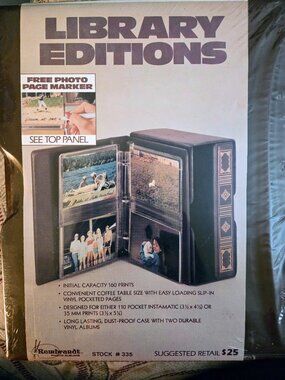 LIBRARY
EDITIONS
FREE PHOTO
PAGE MARKER
SEE TOP PANEL
• INITIAL CAPACITY 160 PRINTS
• CONVENIENT COFFEE TABLE SIZE WITH EASY LOADING SLIP-IN
VINYL POCKETED PAGES
• DESIGNED FOR EITHER 110 POCKET INSTAMATIC (3½ x 4½) OR
35 MM PRINTS (3½ x 5¼)
• LONG LASTING, DUST-PROOF CASE WITH TWO DURABLE
VINYL ALBUMS
Rembrandt
STOCK # 335
SUGGESTED RETAIL $25